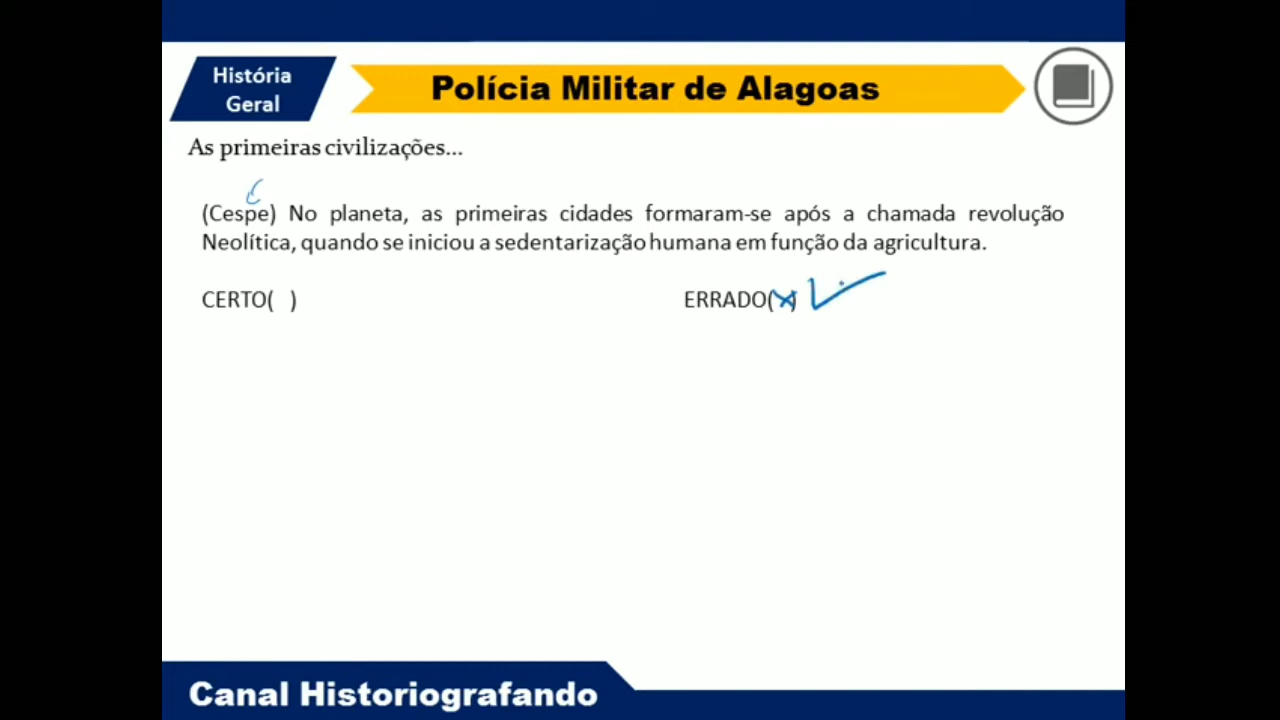 História
Geral
Polícia Militar de Alagoas
As primeiras civilizações...
(Cespe) No planeta, as primeiras cidades formaram-se após a chamada revolução
Neolítica, quando se iniciou a sedentarização humana em função da agricultura.
CERTO( ) ERRADO(x)
Canal Historiografando